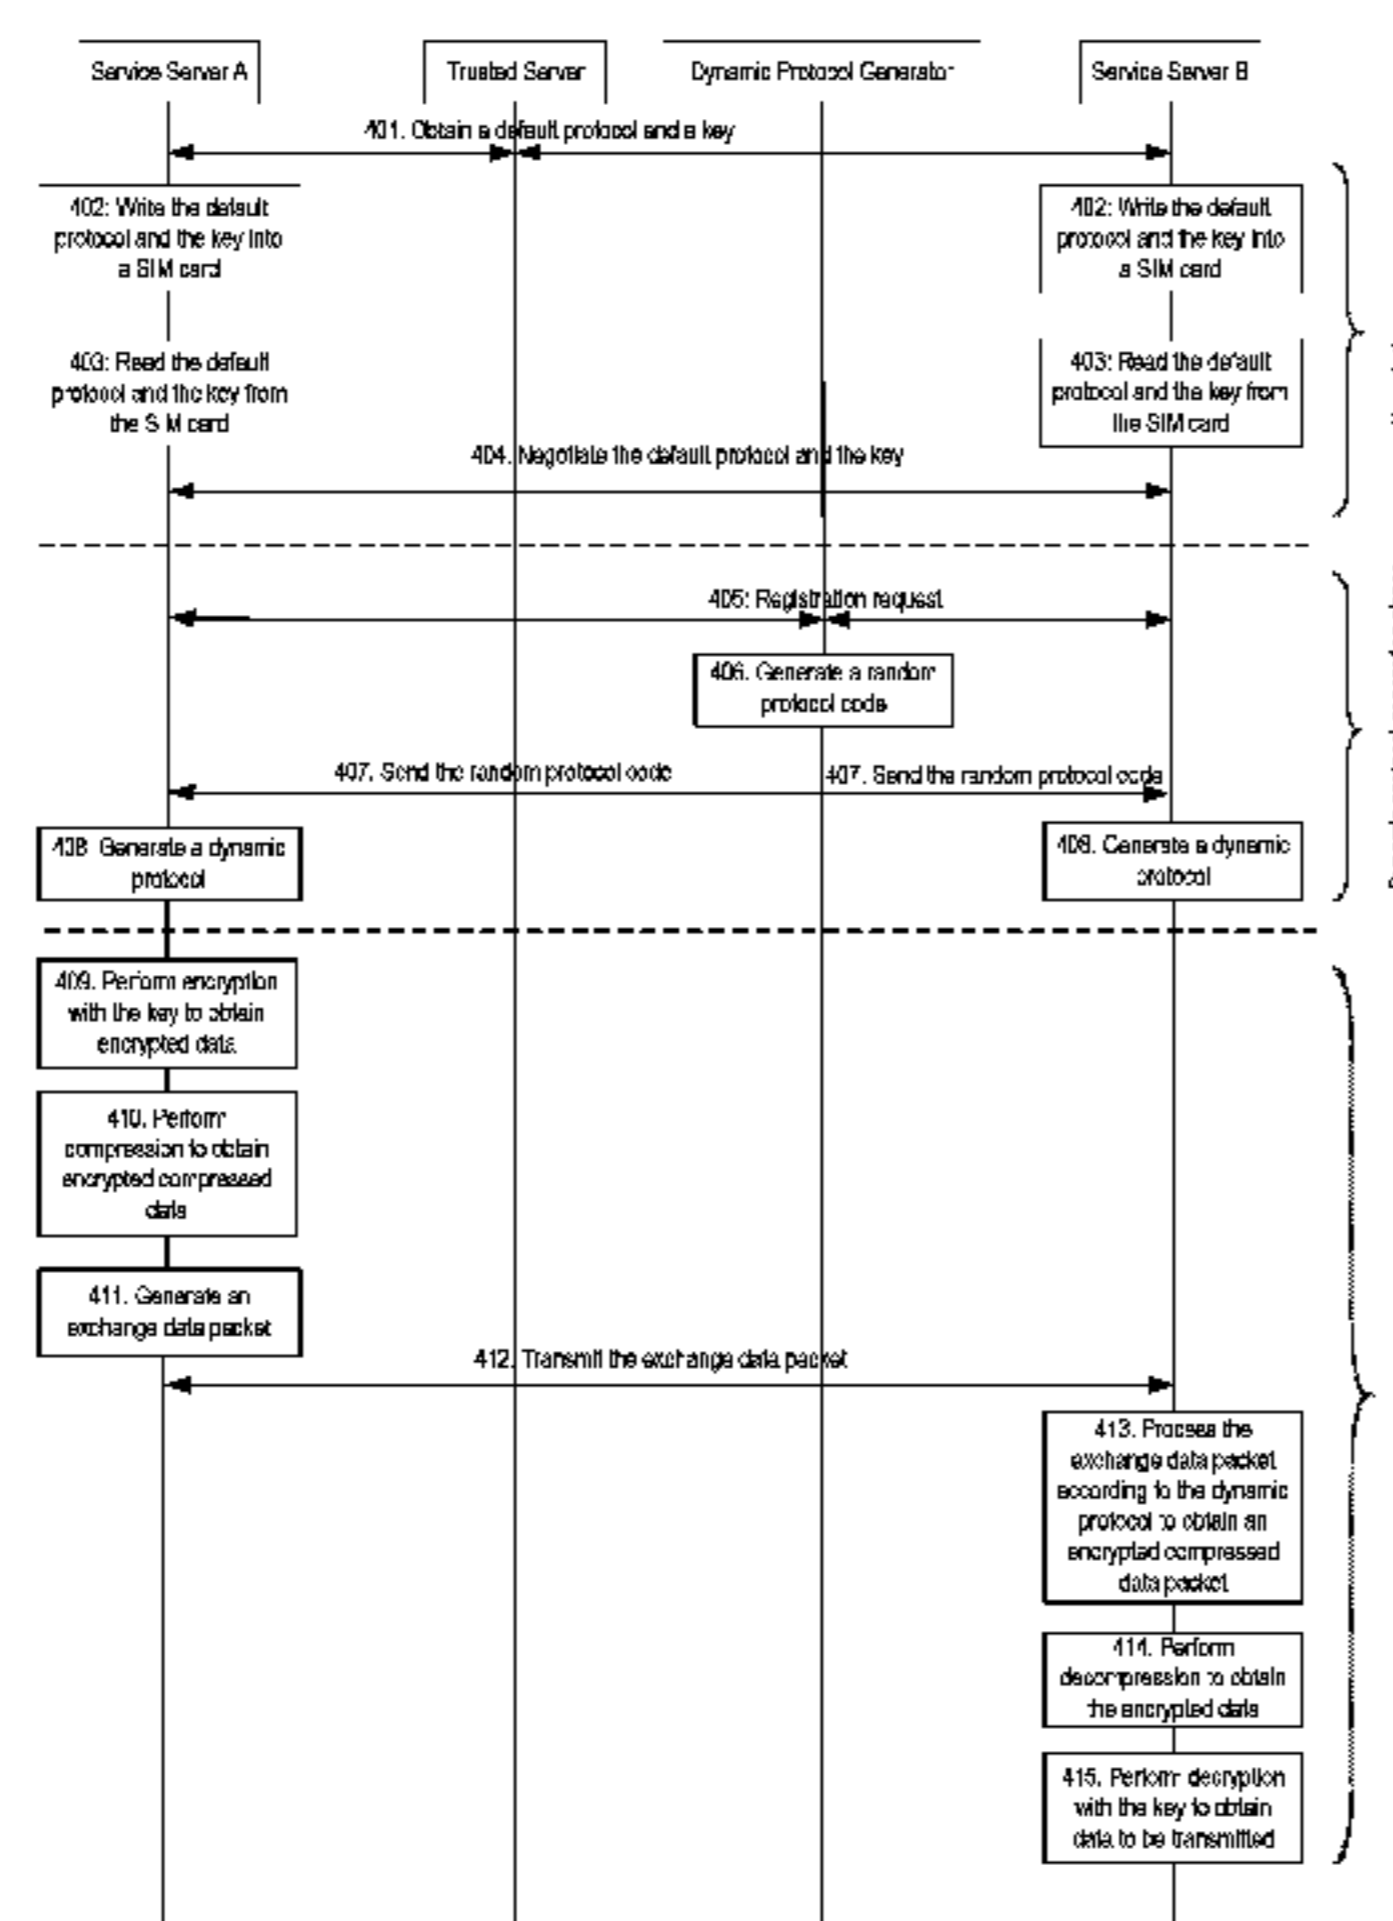 Service Server A
Trusted Server
Dynamic Protocol Generator
Service Server B
401. Obtain a default protocol and a key
402: Write the default
protocol and the key into
a SIM card
402: Write the default
protocol and the key into
a SIM card
403: Read the default
protocol and the key from
the SIM card
403: Read the default
protocol and the key from
the SIM card
404. Negotiate the default protocol and the key
405: Registration request
406. Generate a random
protocol code
407. Send the random protocol code
407. Send the random protocol code
408. Generate a dynamic
protocol
408. Generate a dynamic
protocol
409. Perform encryption
with the key to obtain
encrypted data
410. Perform
compression to obtain
encrypted compressed
data
411. Generate an
exchange data packet
412. Transmit the exchange data packet
413. Process the
exchange data packet
according to the dynamic
protocol to obtain an
encrypted compressed
data packet
414. Perform
decompression to obtain
the encrypted data
415. Perform decryption
with the key to obtain
data to be transmitted